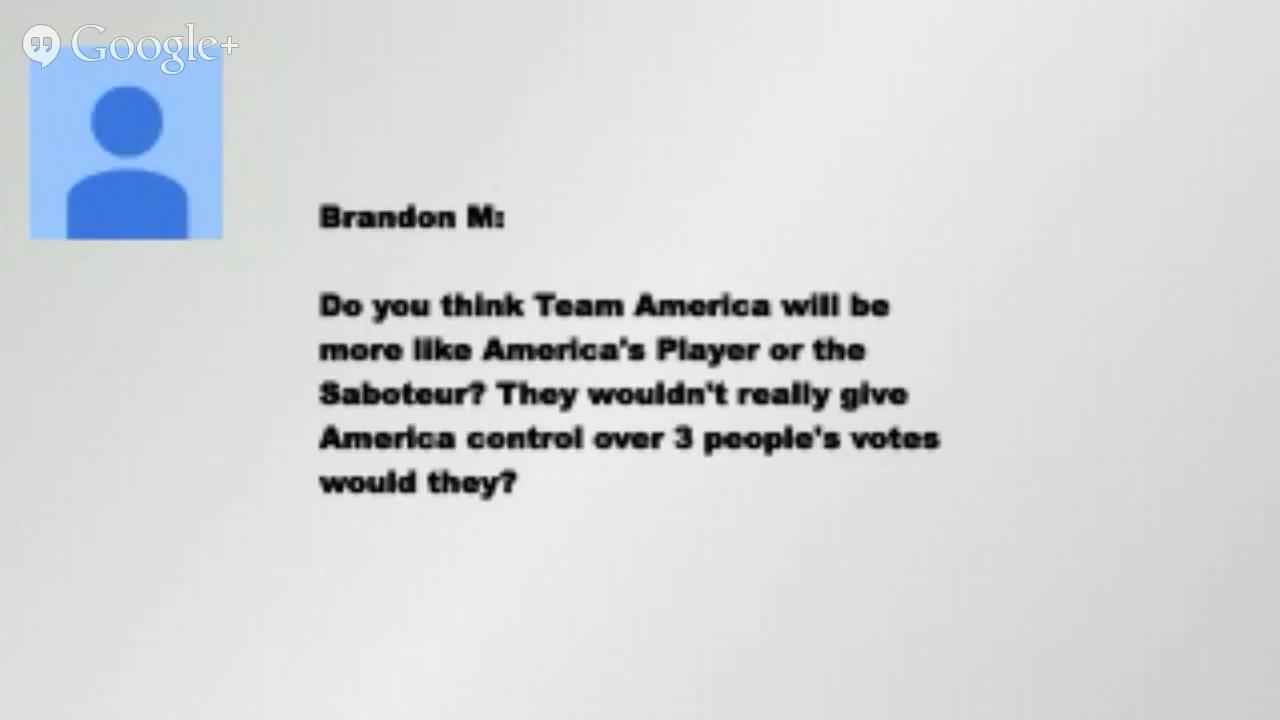 Google+
Brandon M:
Do you think Team America will be
more like America's Player or the
Saboteur? They wouldn't really give
America control over 3 people's votes
would they?